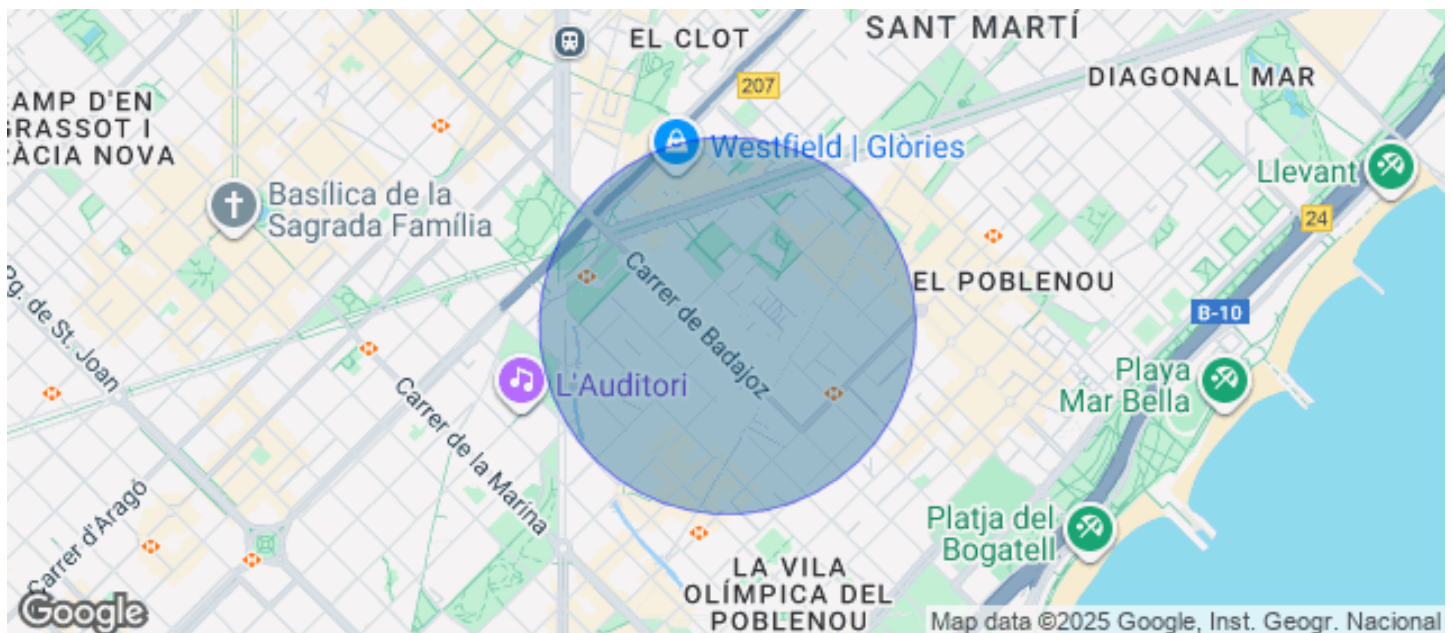 EL CLOT
SANT MARTÍ
207
DIAGONAL MAR
CAMP D'EN
GRASSOT I
GRÀCIA NOVA
Westfield | Glòries
Llevant
Basílica de la
Sagrada Família
24
EL POBLENOU
Carrer de Badajoz
Pg. de St. Joan
B-10
Playa
Mar Bella
L'Auditori
Carrer de la Marina
Carrer d'Aragó
Platja del
Bogatell
LA VILA
OLÍMPICA DEL
POBLENOU
Google
Map data ©2025 Google, Inst. Geogr. Nacional